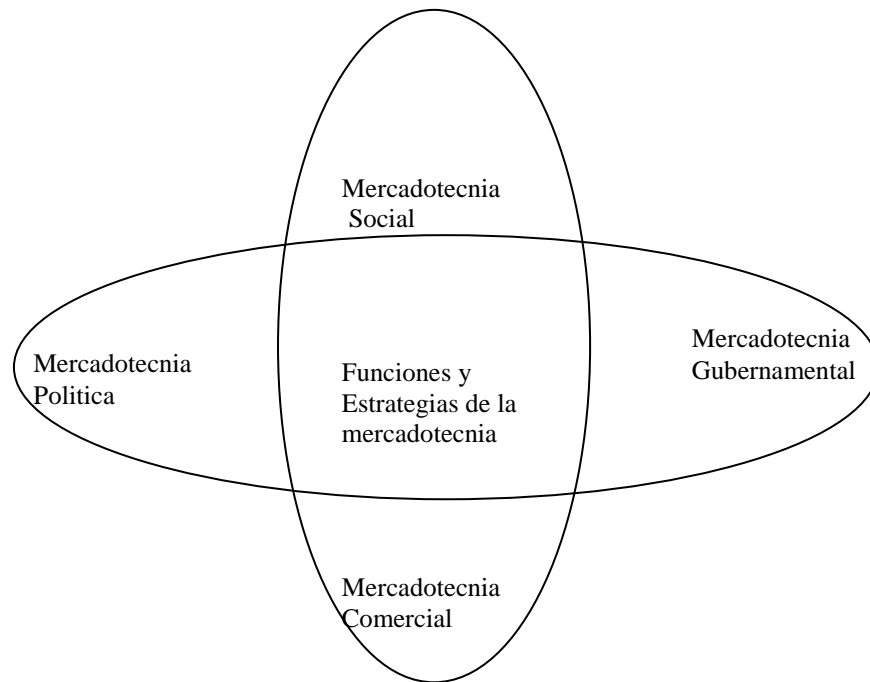 Mercadotecnia
Social
Mercadotecnia
Politica
Funciones y
Estrategias de la
mercadotecnia
Mercadotecnia
Gubernamental
Mercadotecnia
Comercial